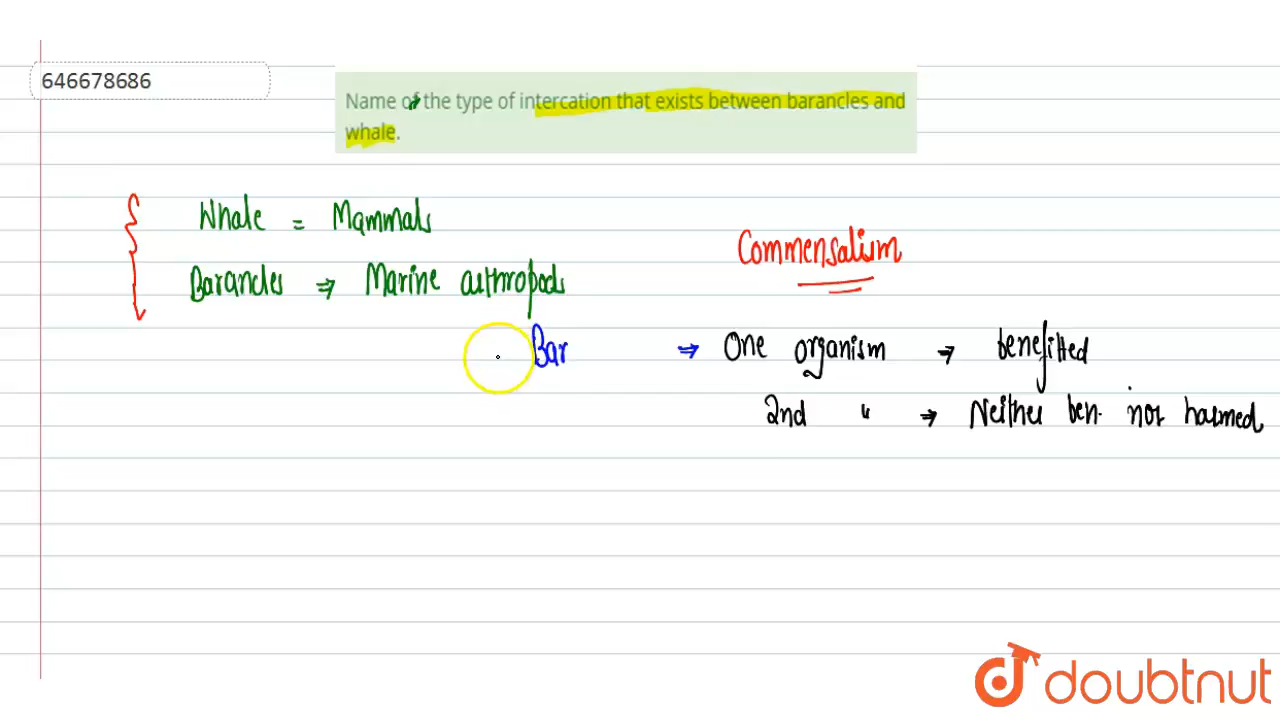 646678686
Name of the type of intercation that exists between barancles and
whale.
Whale = Mammals
Commensalism
Barancles ⇒ Marine arthropods
Bar ⇒ One organism → benefitted
2nd " ⇒ Neither ben. nor harmed
doubtnut